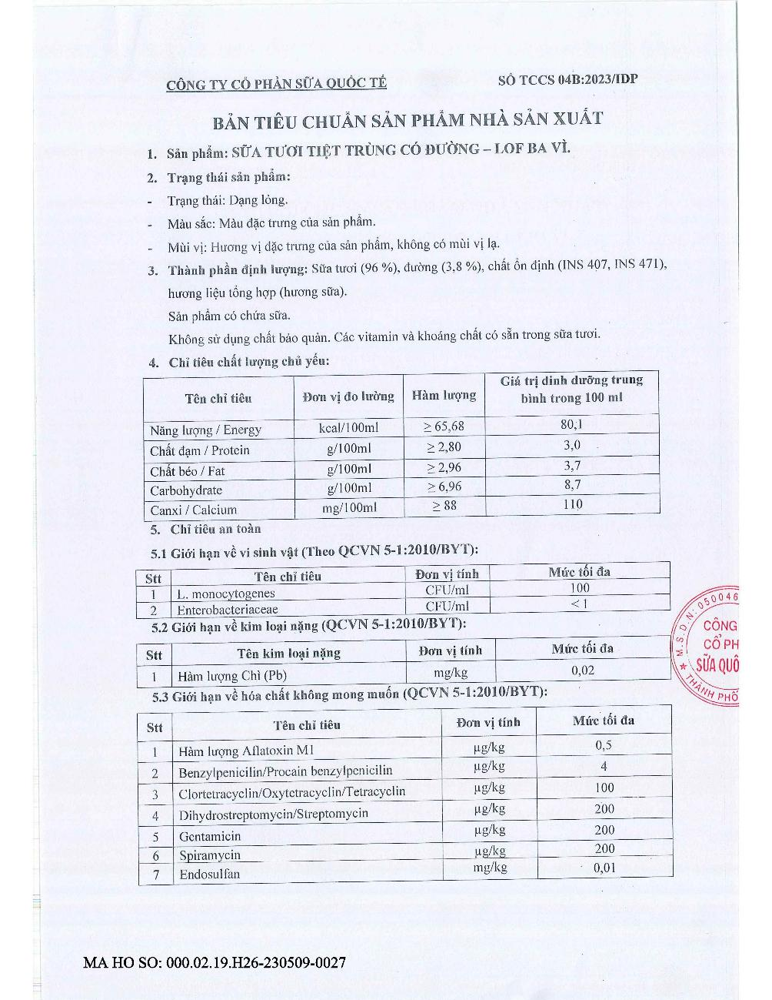 CÔNG TY CỔ PHẦN SỮA QUỐC TẾ
SỐ TCCS 04B:2023/IDP
BẢN TIÊU CHUẨN SẢN PHẨM NHÀ SẢN XUẤT
1. Sản phẩm: SỮA TƯƠI TIỆT TRÙNG CÓ ĐƯỜNG – LOF BA VÌ.
2. Trạng thái sản phẩm:
- Trạng thái: Dạng lỏng.
- Màu sắc: Màu đặc trưng của sản phẩm.
- Mùi vị: Hương vị đặc trưng của sản phẩm, không có mùi vị lạ.
3. Thành phần định lượng: Sữa tươi (96 %), đường (3,8 %), chất ổn định (INS 407, INS 471),
hương liệu tổng hợp (hương sữa).
Sản phẩm có chứa sữa.
Không sử dụng chất bảo quản. Các vitamin và khoáng chất có sẵn trong sữa tươi.
4. Chỉ tiêu chất lượng chủ yếu:
Tên chỉ tiêu Đơn vị đo lường Hàm lượng Giá trị dinh dưỡng trung
bình trong 100 ml
Năng lượng / Energy kcal/100ml ≥ 65,68 80,1
Chất đạm / Protein g/100ml ≥ 2,80 3,0
Chất béo / Fat g/100ml ≥ 2,96 3,7
Carbohydrate g/100ml ≥ 6,96 8,7
Canxi / Calcium mg/100ml ≥ 88 110
5. Chỉ tiêu an toàn
5.1 Giới hạn về vi sinh vật (Theo QCVN 5-1:2010/BYT):
Stt Tên chỉ tiêu Đơn vị tính Mức tối đa
1 L. monocytogenes CFU/ml 100
2 Enterobacteriaceae CFU/ml < 1
5.2 Giới hạn về kim loại nặng (QCVN 5-1:2010/BYT):
Stt Tên kim loại nặng Đơn vị tính Mức tối đa
1 Hàm lượng Chì (Pb) mg/kg 0,02
5.3 Giới hạn về hóa chất không mong muốn (QCVN 5-1:2010/BYT):
Stt Tên chỉ tiêu Đơn vị tính Mức tối đa
1 Hàm lượng Aflatoxin M1 µg/kg 0,5
2 Benzylpenicilin/Procain benzylpenicilin µg/kg 4
3 Clortetracyclin/Oxytetracyclin/Tetracyclin µg/kg 100
4 Dihydrostreptomycin/Streptomycin µg/kg 200
5 Gentamicin µg/kg 200
6 Spiramycin µg/kg 200
7 Endosulfan mg/kg 0,01
M.S.D.N: 050046
CÔNG
CỔ PH
SỮA QUỐ
THÀNH PHỐ
MA HO SO: 000.02.19.H26-230509-0027